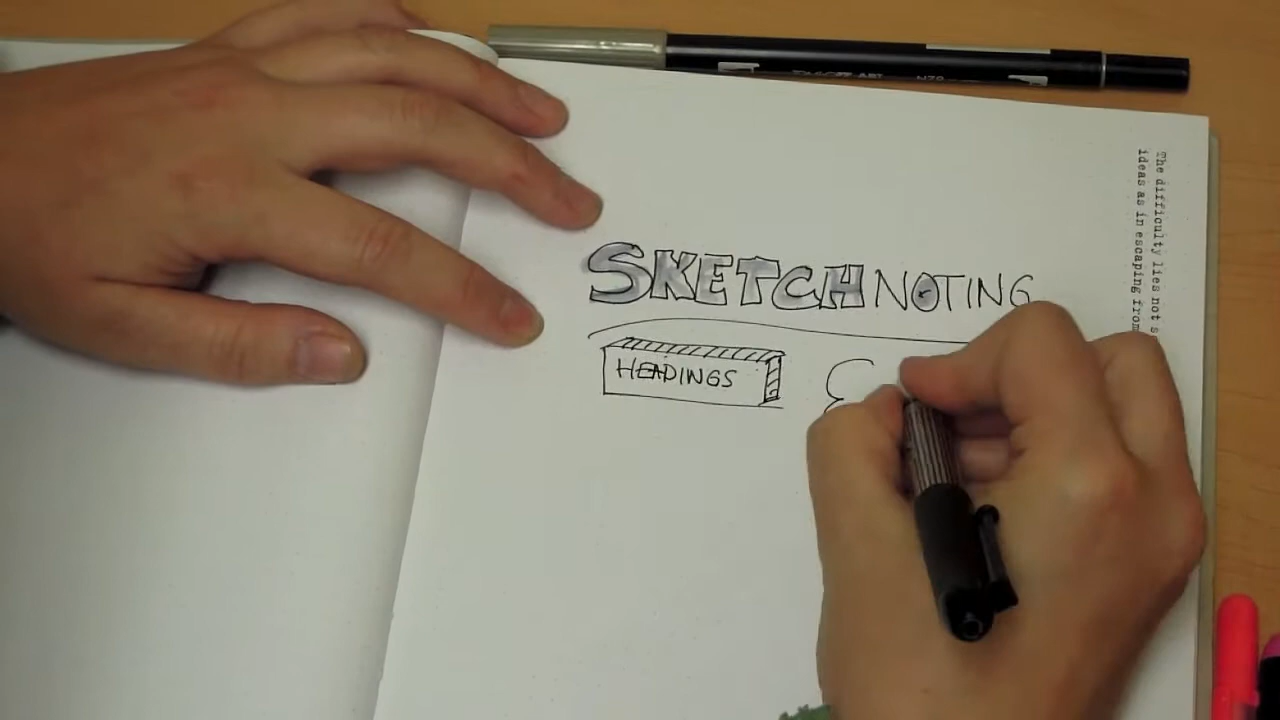 SKETCHNOTING
HEADINGS
The difficulty lies not
ideas as in escaping from